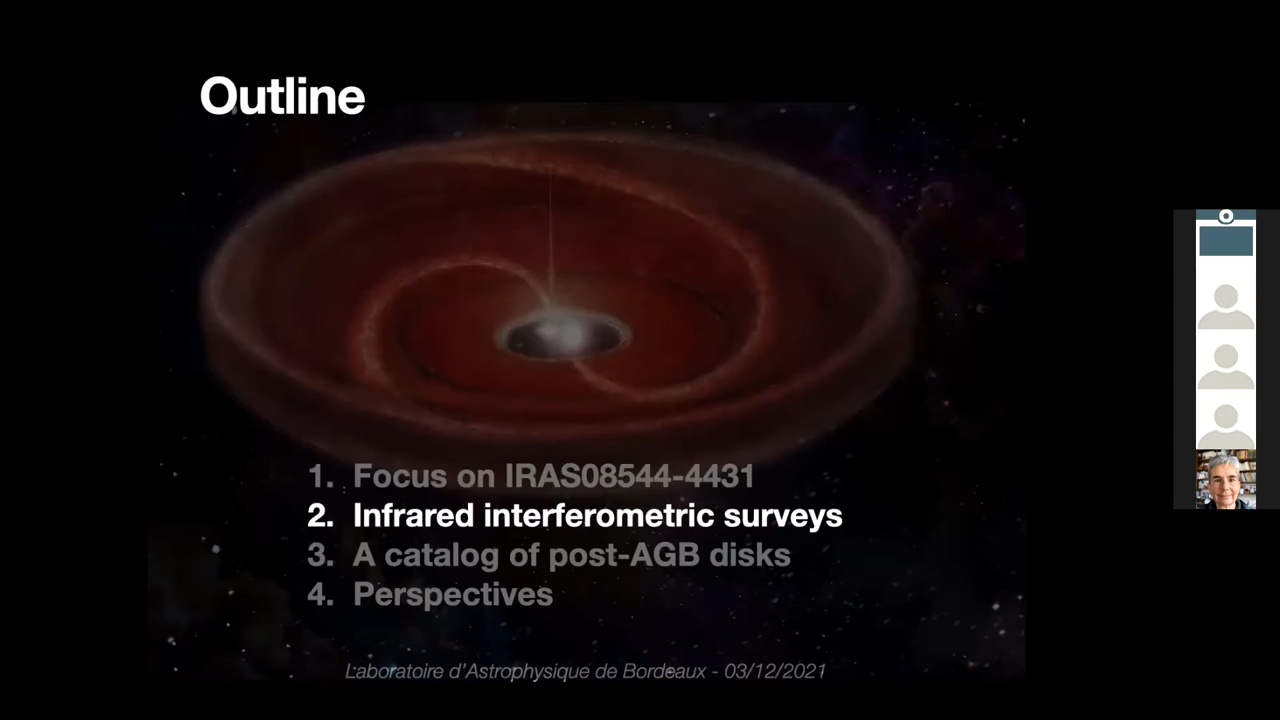 Outline
1. Focus on IRAS08544-4431
2. Infrared interferometric surveys
3. A catalog of post-AGB disks
4. Perspectives
Laboratoire d'Astrophysique de Bordeaux - 03/12/2021